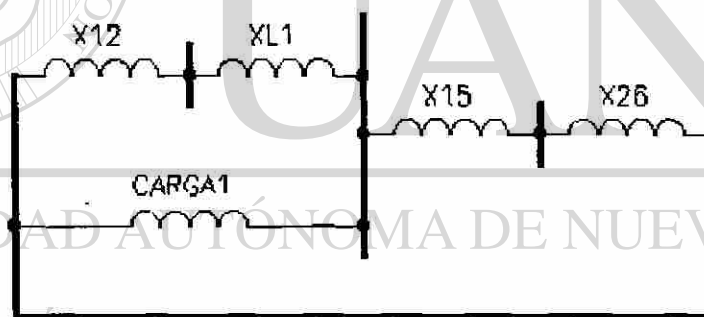 X12
XL1
X15
X26
CARGA1
DAD AUTÓNOMA DE NUEV